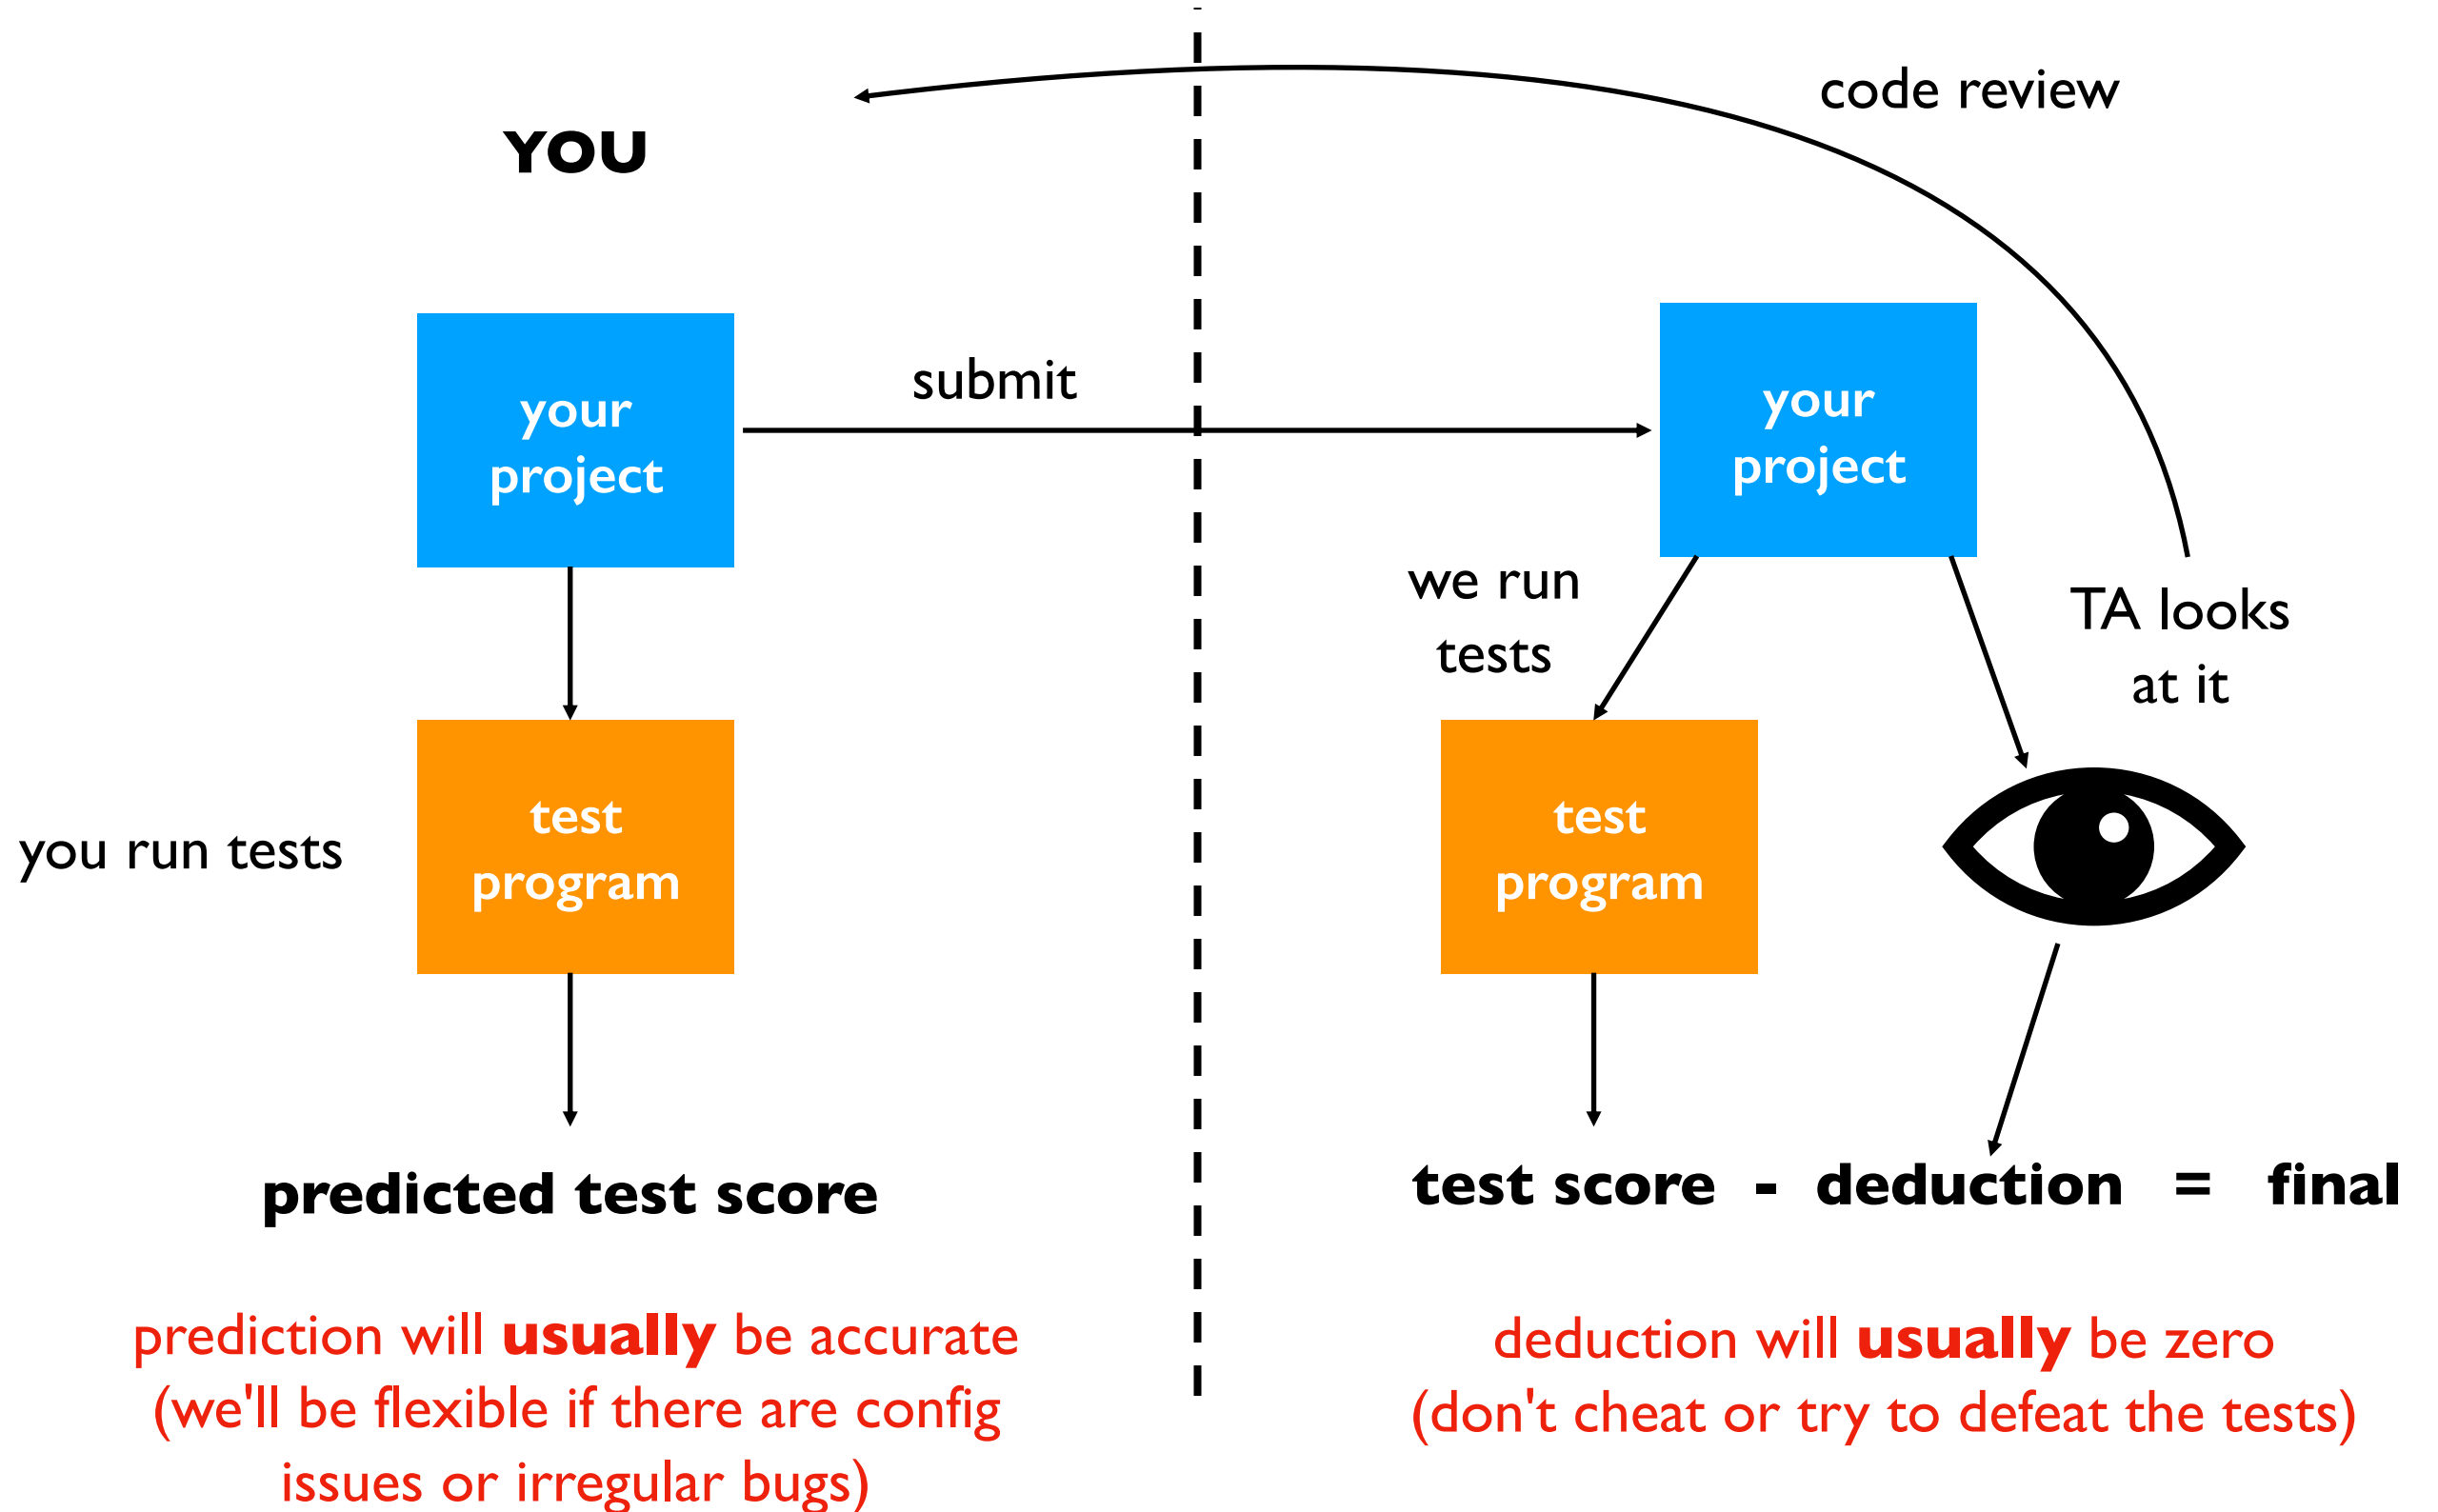 code review
YOU
submit
your
project
your
project
we run
tests
TA looks
at it
you run tests
test
program
test
program
predicted test score
test score - deduction = final
prediction will usually be accurate
(we'll be flexible if there are config
issues or irregular bugs)
deduction will usually be zero
(don't cheat or try to defeat the tests)